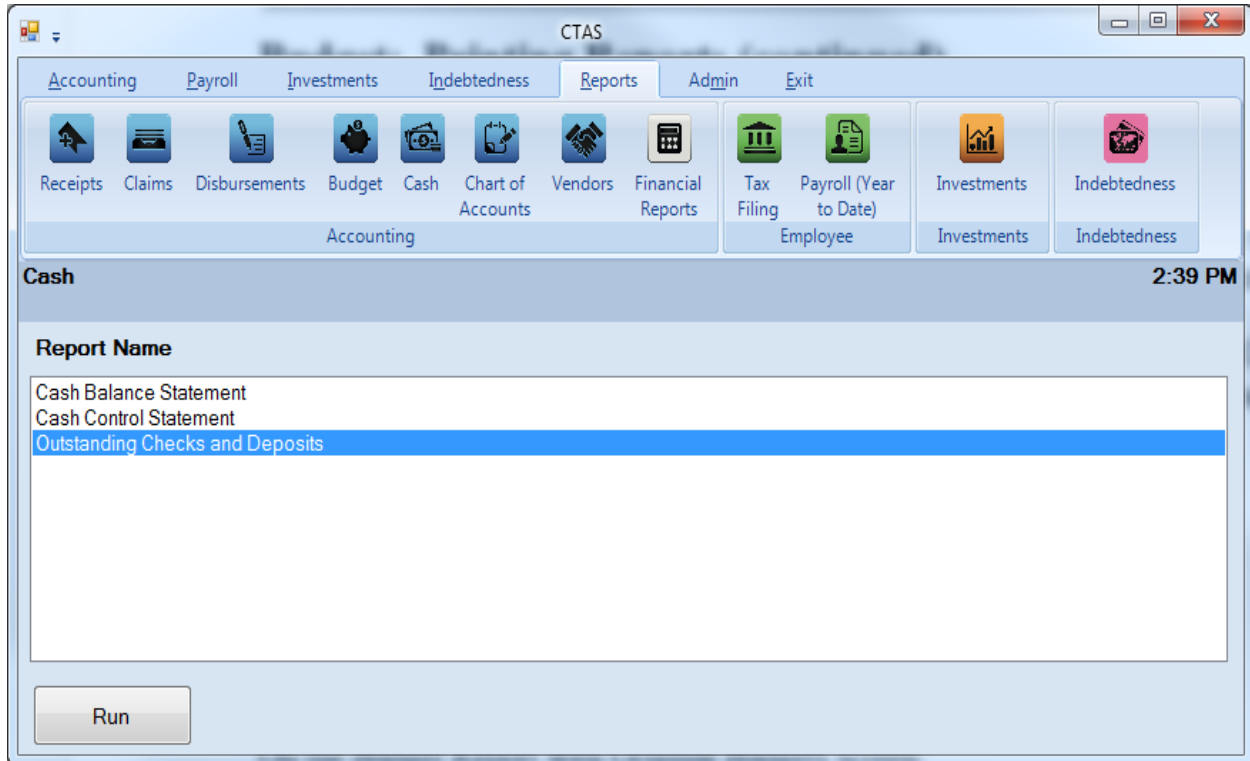 CTAS
Accounting Payroll Investments Indebtedness Reports Admin Exit
Receipts Claims Disbursements Budget Cash Chart of Accounts Vendors Financial Reports Tax Filing Payroll (Year to Date) Investments Indebtedness
Accounting Employee Investments Indebtedness
Cash 2:39 PM
Report Name
Cash Balance Statement
Cash Control Statement
Outstanding Checks and Deposits
Run